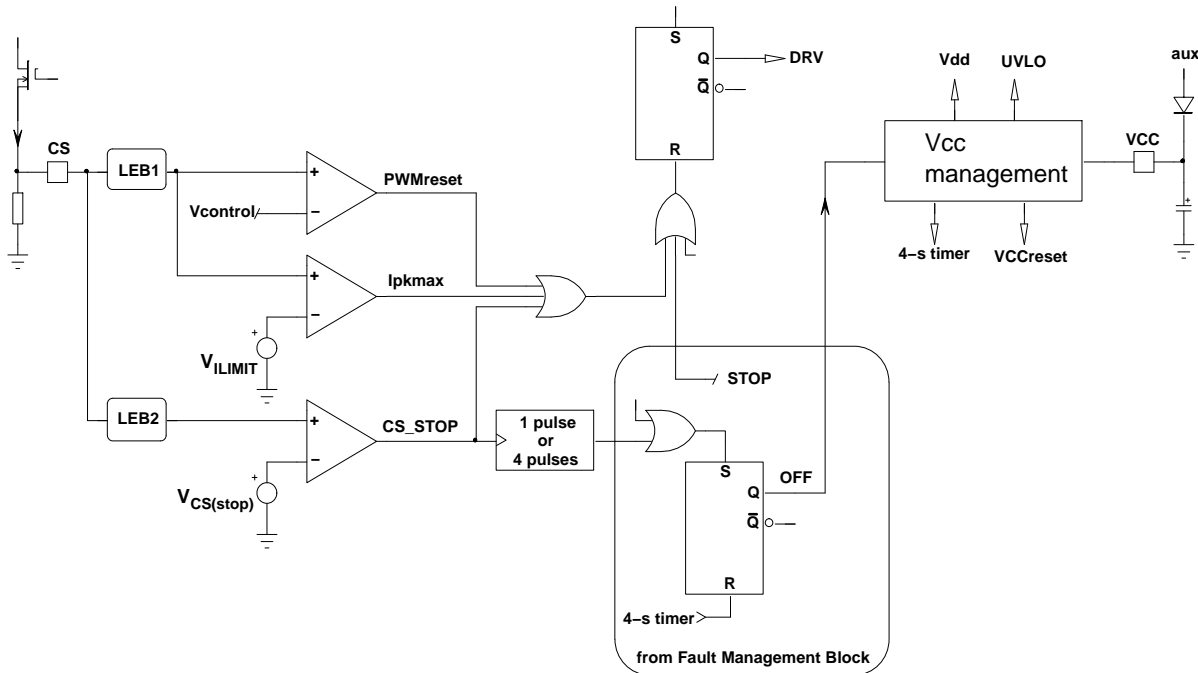 S
Q
DRV
Q
R
Vdd
UVLO
aux
CS
LEB1
+
PWMreset
Vcontrol
−
Vcc
management
VCC
+
4−s timer
VCCreset
+
Ipkmax
−
+
VILIMIT
STOP
LEB2
+
CS_STOP
−
1 pulse
or
4 pulses
+
VCS(stop)
S
OFF
Q
Q
R
4−s timer
from Fault Management Block